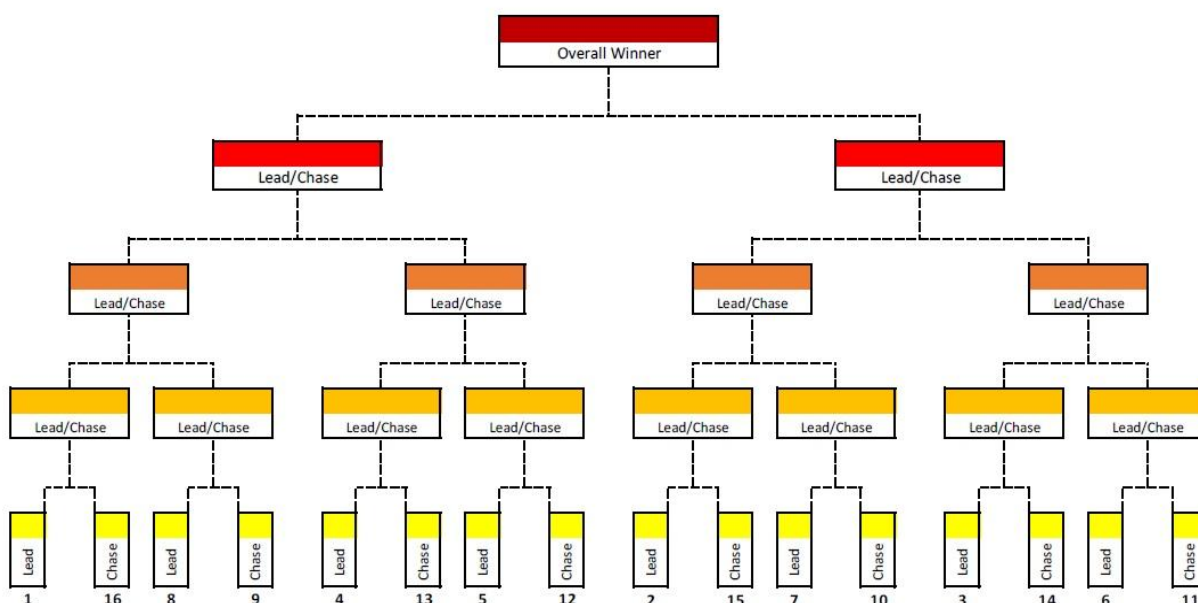 Overall Winner
Lead/Chase Lead/Chase
Lead/Chase Lead/Chase Lead/Chase Lead/Chase
Lead/Chase Lead/Chase Lead/Chase Lead/Chase Lead/Chase Lead/Chase Lead/Chase Lead/Chase
Lead Chase Lead Chase Lead Chase Lead Chase Lead Chase Lead Chase Lead Chase Lead Chase
1 16 8 9 4 13 5 12 2 15 7 10 3 14 6 11